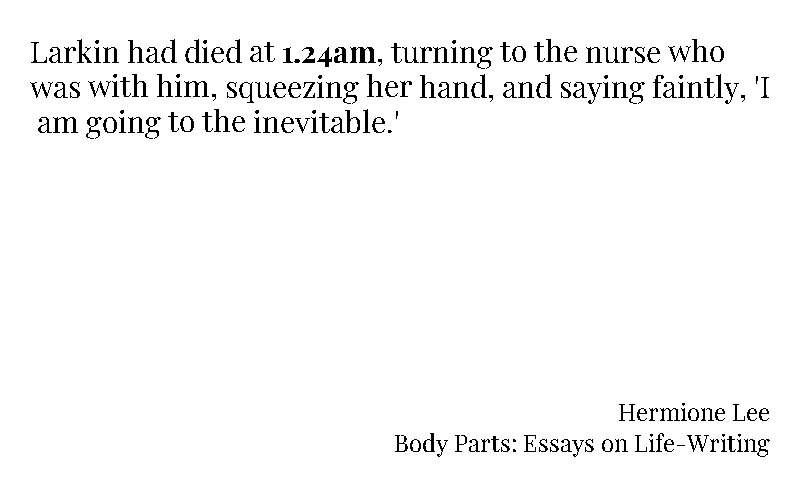 Larkin had died at 1.24am, turning to the nurse who
was with him, squeezing her hand, and saying faintly, 'I
am going to the inevitable.'
Hermione Lee
Body Parts: Essays on Life-Writing